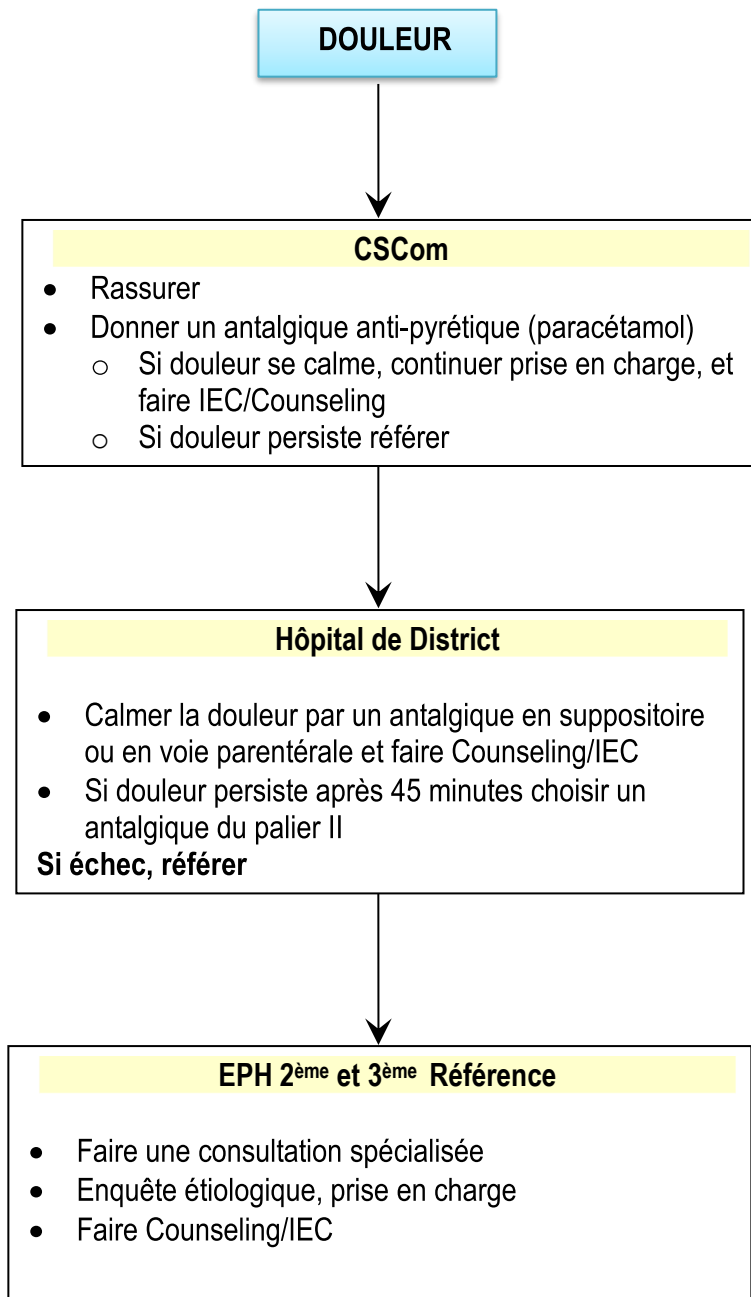 DOULEUR
CSCom
• Rassurer
• Donner un antalgique anti-pyrétique (paracétamol)
o Si douleur se calme, continuer prise en charge, et
faire IEC/Counseling
o Si douleur persiste référer
Hôpital de District
• Calmer la douleur par un antalgique en suppositoire
ou en voie parentérale et faire Counseling/IEC
• Si douleur persiste après 45 minutes choisir un
antalgique du palier II
Si échec, référer
EPH 2ème et 3ème Référence
• Faire une consultation spécialisée
• Enquête étiologique, prise en charge
• Faire Counseling/IEC